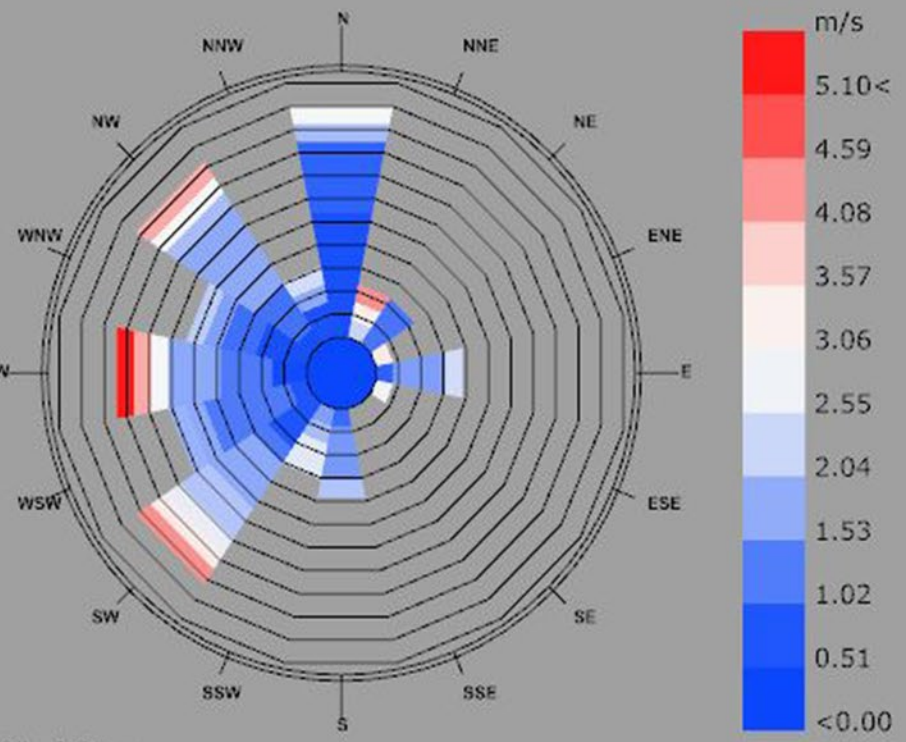 m/s
N
NNW
NNE
5.10<
NW
NE
4.59
4.08
WNW
ENE
3.57
3.06
W
E
2.55
2.04
WSW
ESE
1.53
1.02
SW
SE
0.51
SSW
SSE
S
<0.00